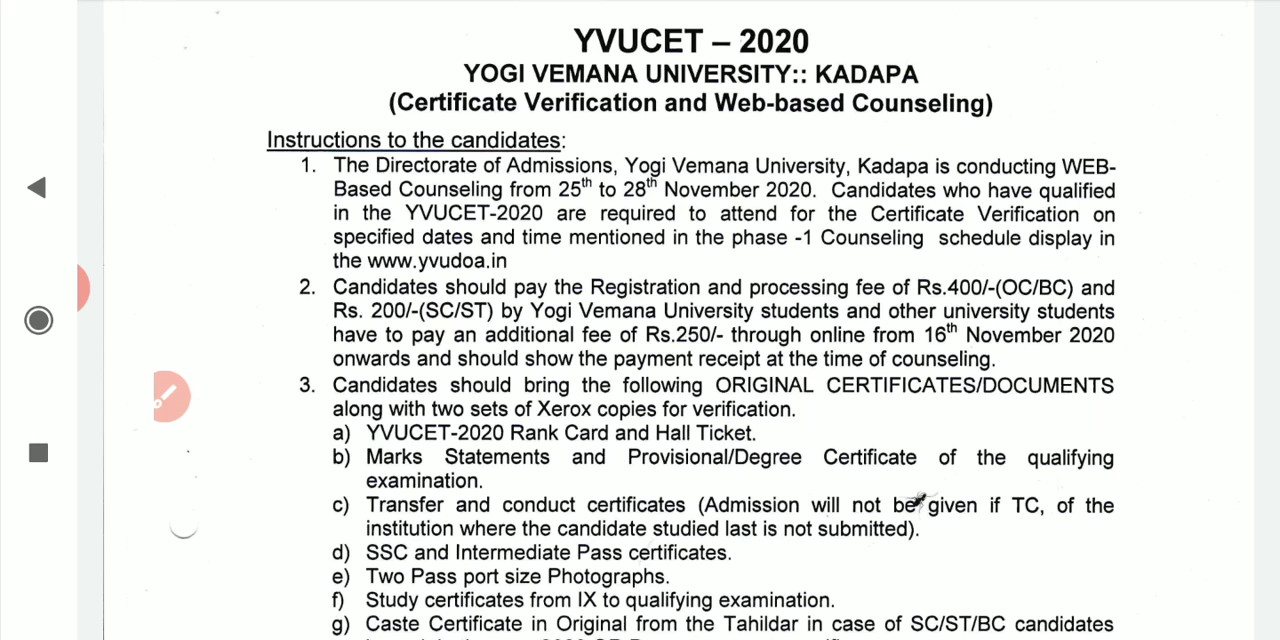 YVUCET – 2020
YOGI VEMANA UNIVERSITY:: KADAPA
(Certificate Verification and Web-based Counseling)
Instructions to the candidates:
1. The Directorate of Admissions, Yogi Vemana University, Kadapa is conducting WEB-
Based Counseling from 25th to 28th November 2020. Candidates who have qualified
in the YVUCET-2020 are required to attend for the Certificate Verification on
specified dates and time mentioned in the phase -1 Counseling schedule display in
the www.yvudoa.in
2. Candidates should pay the Registration and processing fee of Rs.400/-(OC/BC) and
Rs. 200/-(SC/ST) by Yogi Vemana University students and other university students
have to pay an additional fee of Rs.250/- through online from 16th November 2020
onwards and should show the payment receipt at the time of counseling.
3. Candidates should bring the following ORIGINAL CERTIFICATES/DOCUMENTS
along with two sets of Xerox copies for verification.
a) YVUCET-2020 Rank Card and Hall Ticket.
b) Marks Statements and Provisional/Degree Certificate of the qualifying
examination.
c) Transfer and conduct certificates (Admission will not be given if TC, of the
institution where the candidate studied last is not submitted).
d) SSC and Intermediate Pass certificates.
e) Two Pass port size Photographs.
f) Study certificates from IX to qualifying examination.
g) Caste Certificate in Original from the Tahildar in case of SC/ST/BC candidates